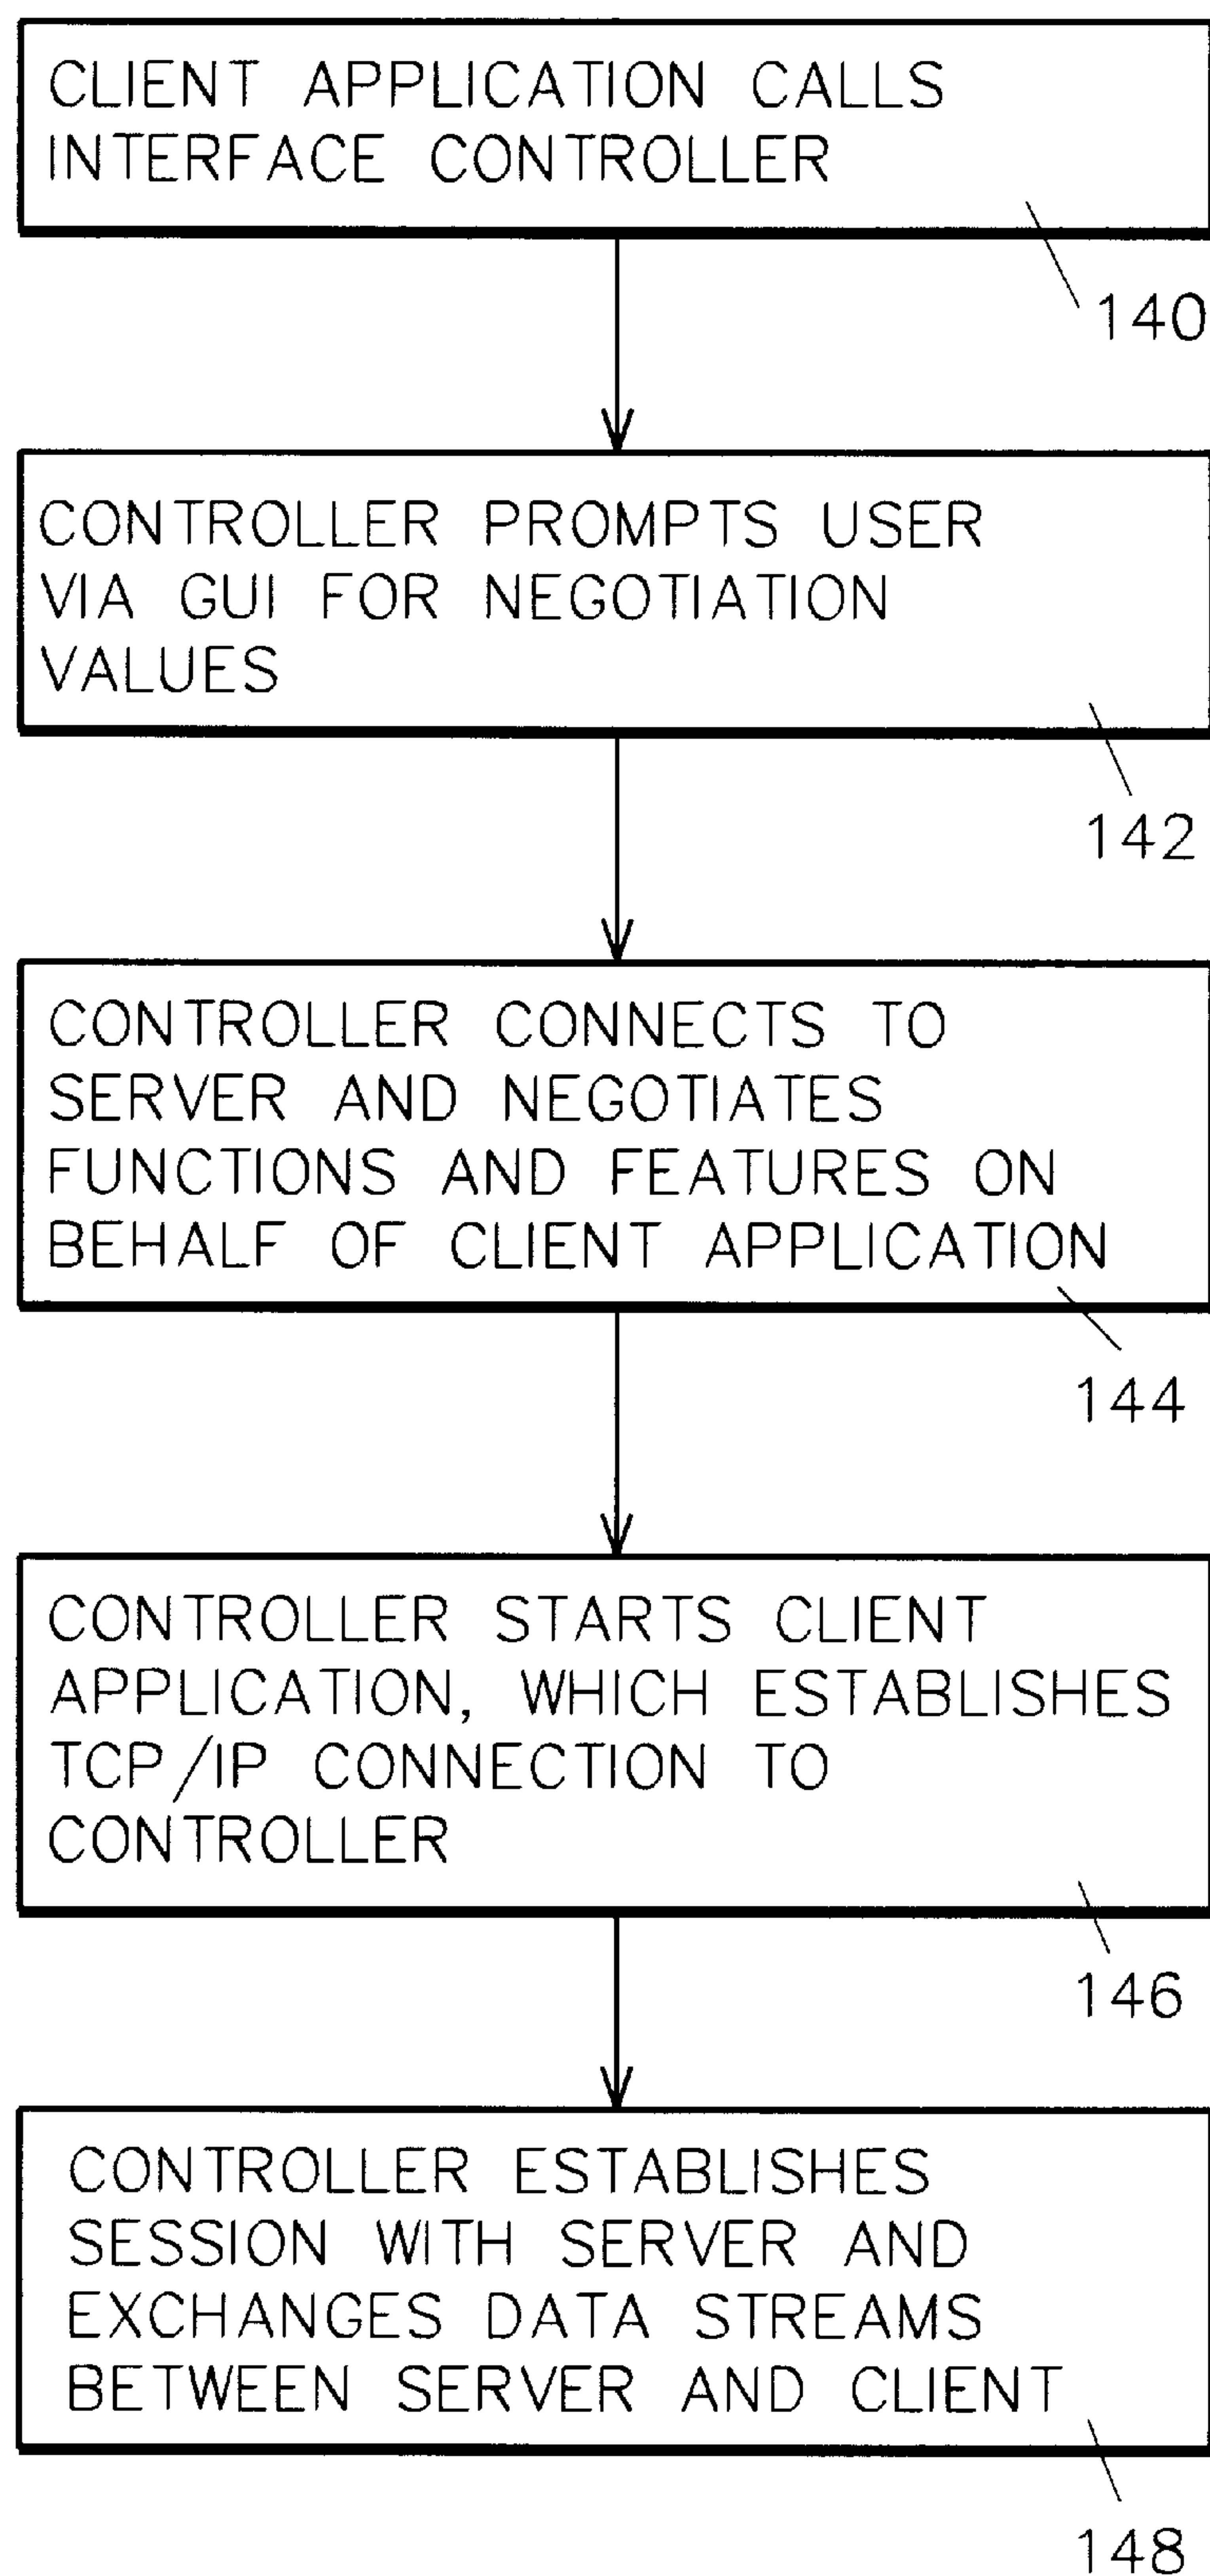 CLIENT APPLICATION CALLS
INTERFACE CONTROLLER
140
CONTROLLER PROMPTS USER
VIA GUI FOR NEGOTIATION
VALUES
142
CONTROLLER CONNECTS TO
SERVER AND NEGOTIATES
FUNCTIONS AND FEATURES ON
BEHALF OF CLIENT APPLICATION
144
CONTROLLER STARTS CLIENT
APPLICATION, WHICH ESTABLISHES
TCP/IP CONNECTION TO
CONTROLLER
146
CONTROLLER ESTABLISHES
SESSION WITH SERVER AND
EXCHANGES DATA STREAMS
BETWEEN SERVER AND CLIENT
148